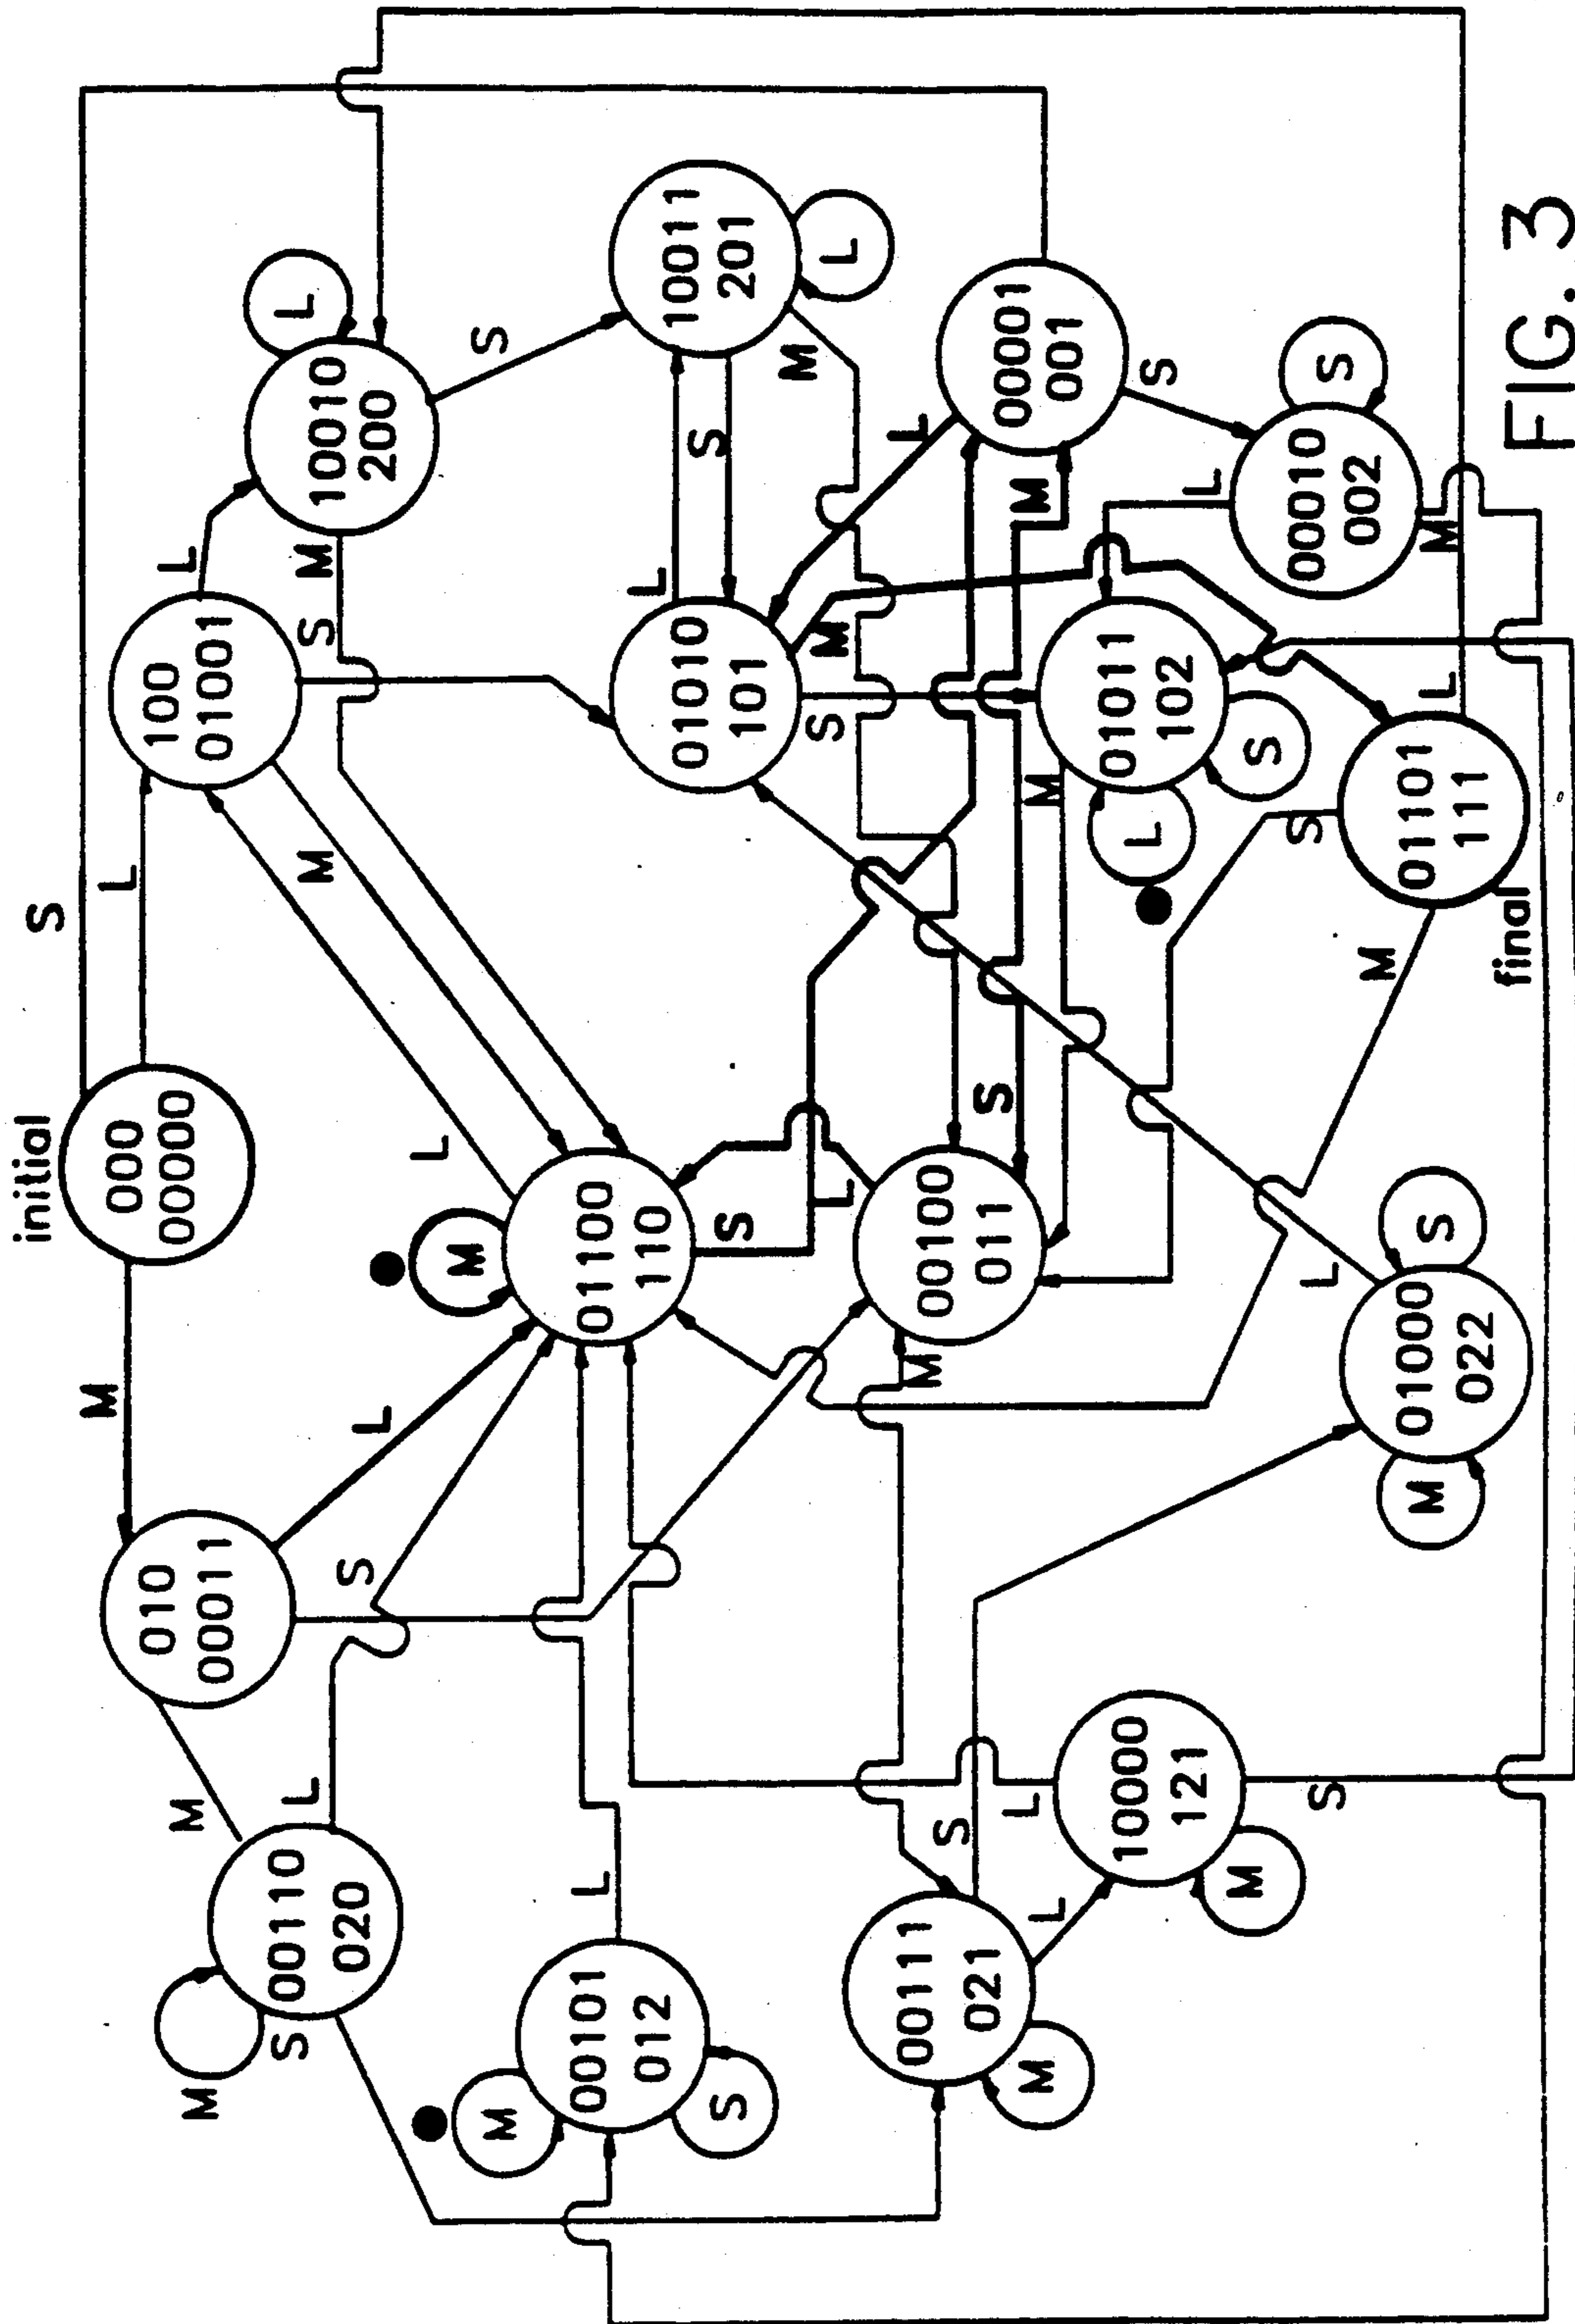 initial
S
000
00000
M
L
010
00011
100
01001
M
L
M
S
00110
020
L
S
L
L
M
S
M
10010
200
L
S
M
M
00101
012
S
L
01100
110
S
L
01010
101
S
10011
201
L
M
M
S
L
L
00100
011
M
S
00001
001
M
S
00111
021
S
L
M
L
10000
121
M
S
M
01011
102
L
S
L
00010
002
S
M
S
L
01101
111
final
M
L
01000
022
S
M
FIG. 3